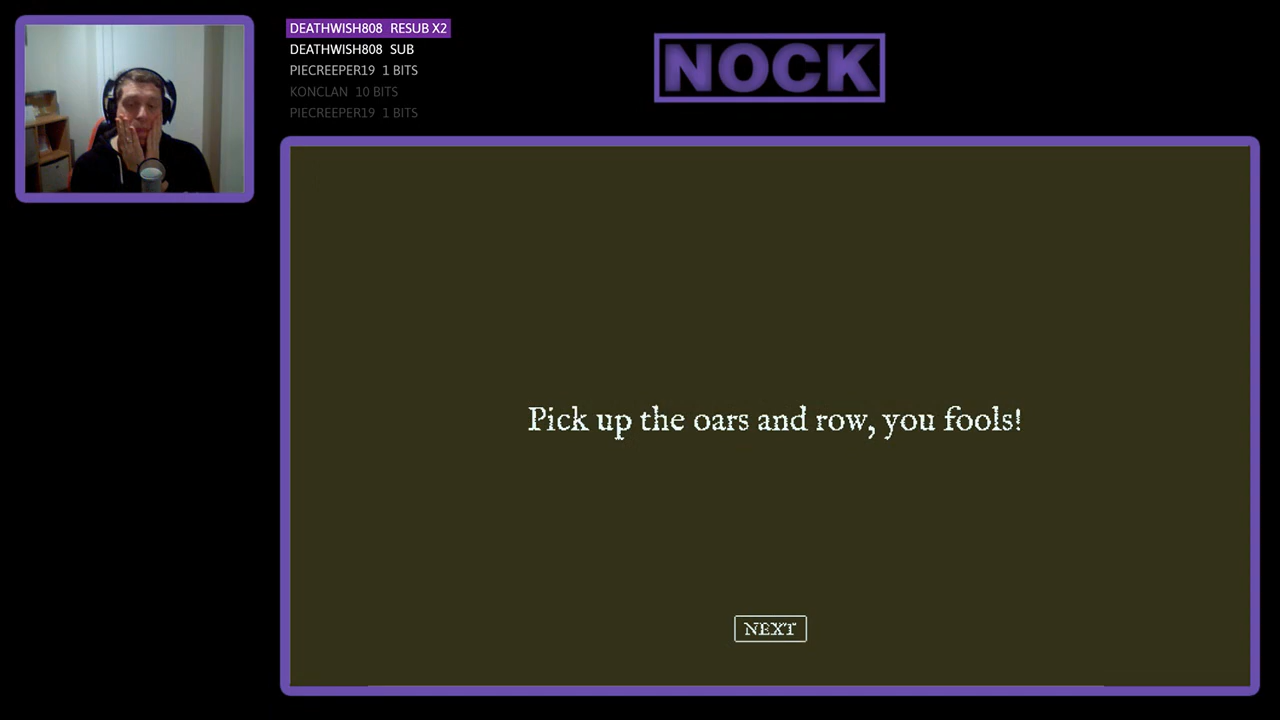 DEATHWISH808 RESUB X2
DEATHWISH808 SUB
PIECREEPER19 1 BITS
KONCLAN 10 BITS
PIECREEPER19 1 BITS
NOCK
Pick up the oars and row, you fools!
NEXT